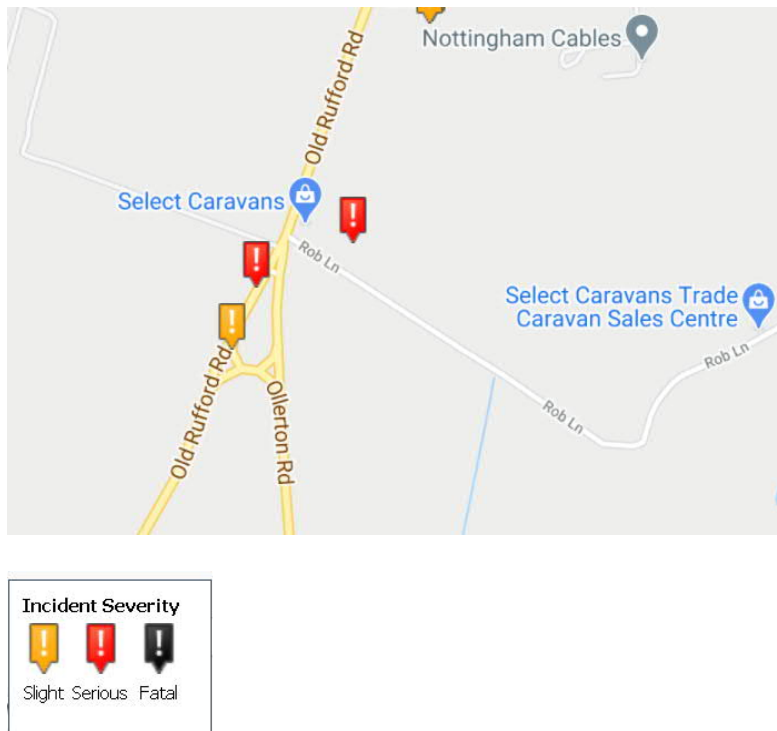 Nottingham Cables
Old Rufford Rd
Select Caravans
Rob Ln
Select Caravans Trade
Caravan Sales Centre
Rob Ln
Old Rufford Rd
Ollerton Rd
Rob Ln
Incident Severity
Slight Serious Fatal